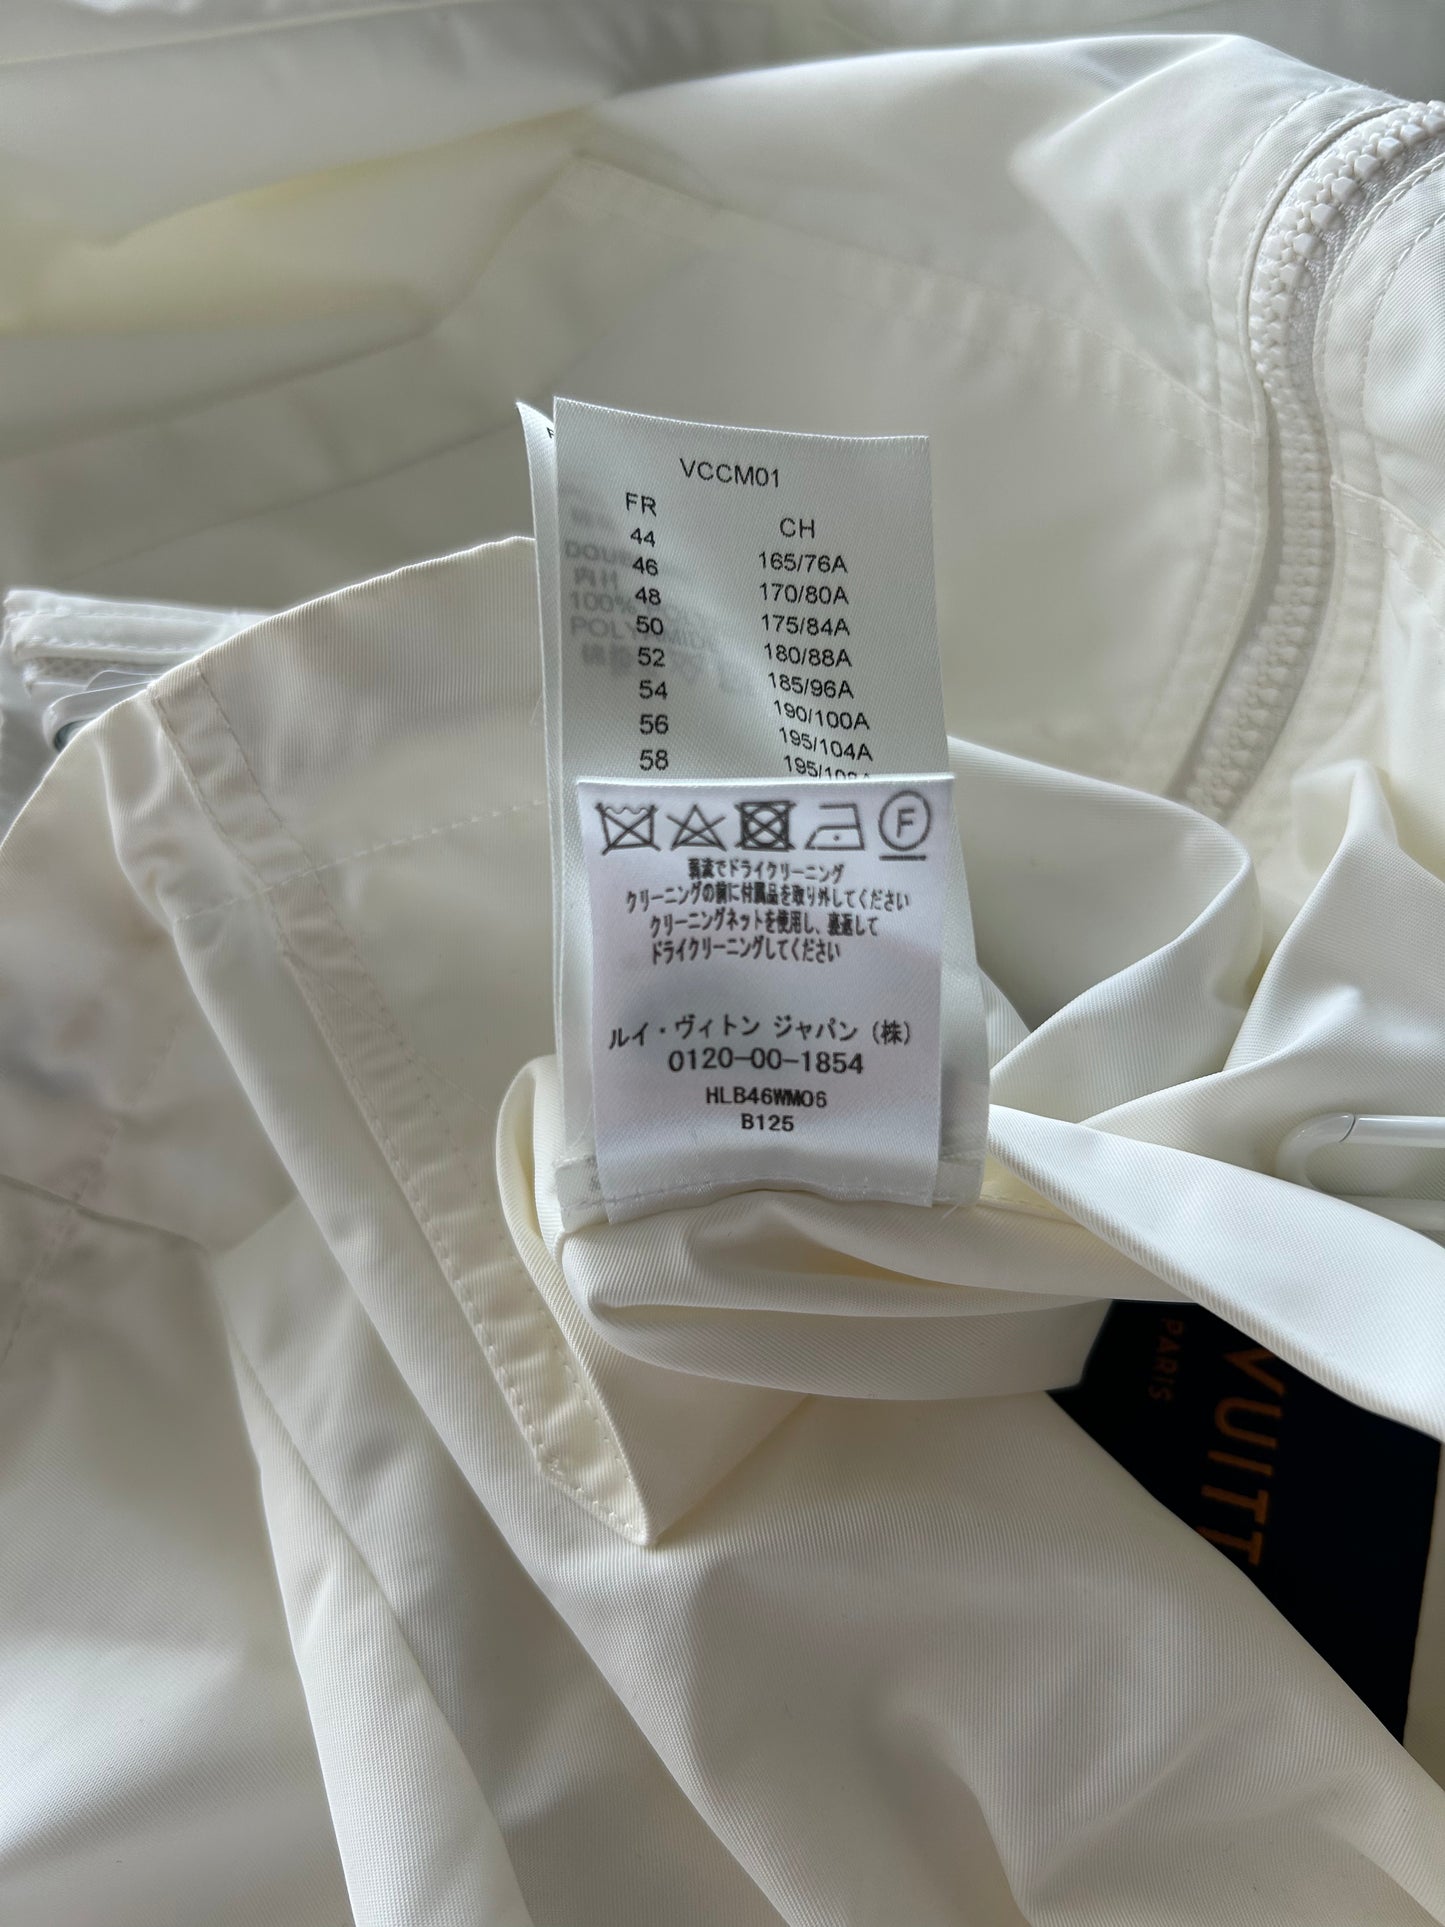 VCCM01
FR CH
44 165/76A
46 170/80A
48 175/84A
50 180/88A
52 185/96A
54 190/100A
56 195/104A
58
弱流でドライクリーニング
クリーニングの前に付属品を取り外してください
クリーニングネットを使用し、裏返して
ドライクリーニングしてください
ルイ・ヴィトン ジャパン (株)
0120-00-1854
HLB46WM06
B125
F
VUITT
PARIS